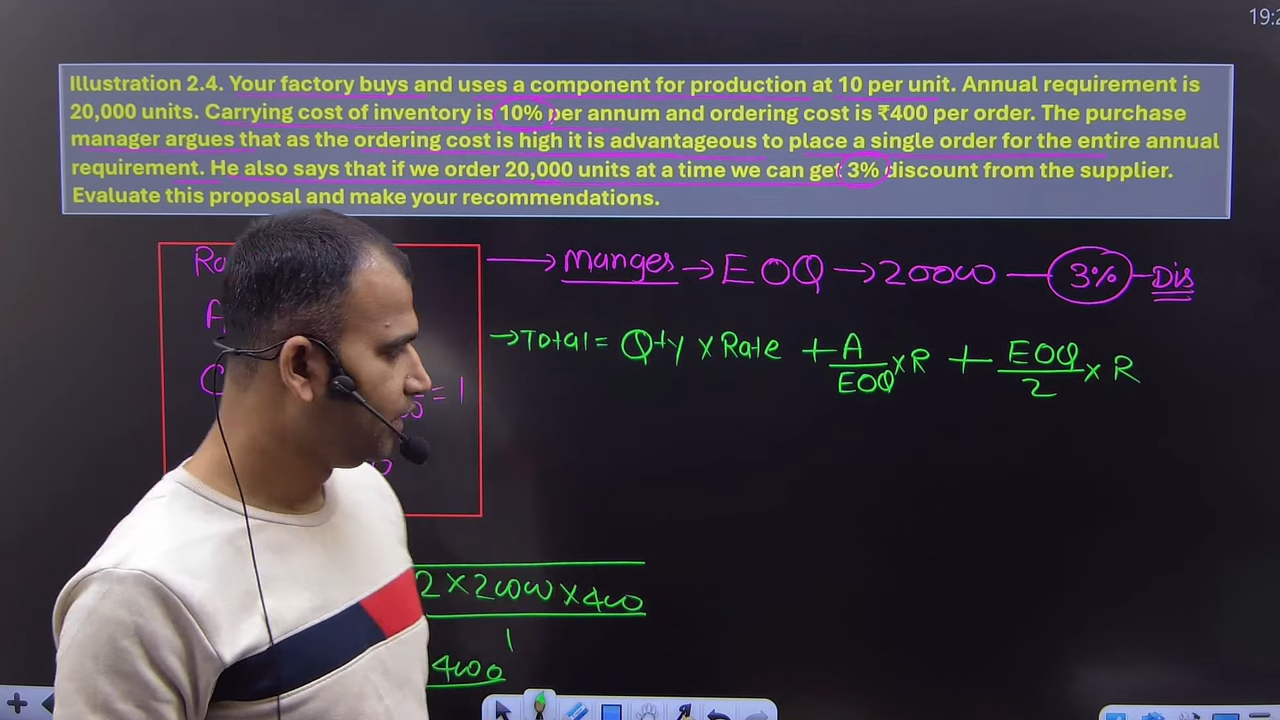 19:2
Illustration 2.4. Your factory buys and uses a component for production at 10 per unit. Annual requirement is
20,000 units. Carrying cost of inventory is 10% per annum and ordering cost is ₹400 per order. The purchase
manager argues that as the ordering cost is high it is advantageous to place a single order for the entire annual
requirement. He also says that if we order 20,000 units at a time we can get 3% discount from the supplier.
Evaluate this proposal and make your recommendations.
→ Manges → EOQ → 20000 — 3% - Dis
→ Total = Qty x Rate + A/EOQ x R + EOQ/2 x R
= 1
2 x 20000 x 400
1
4000